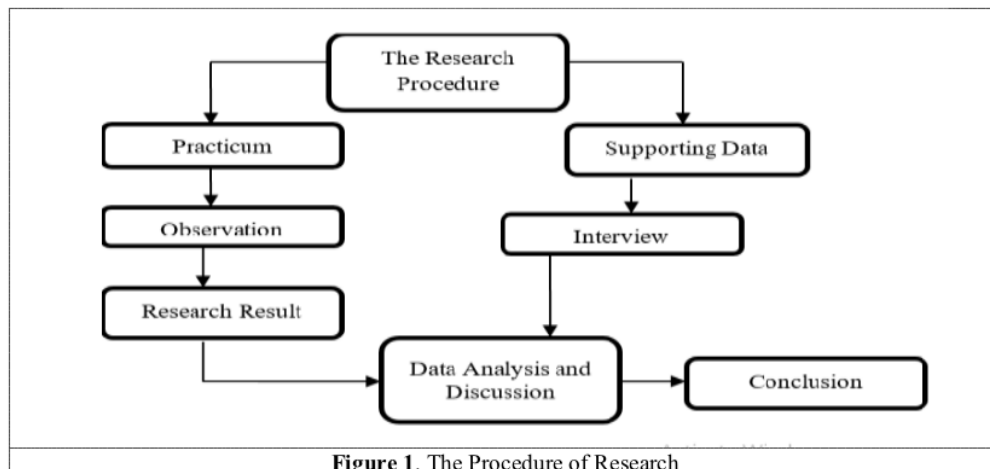 The Research
Procedure
Practicum
Supporting Data
Observation
Interview
Research Result
Data Analysis and
Discussion
Conclusion
Figure 1. The Procedure of Research